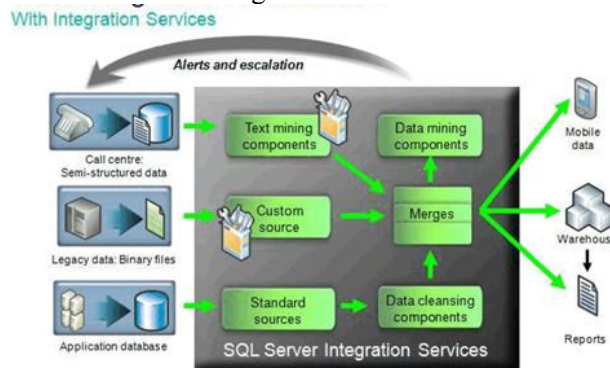 With Integration Services
Alerts and escalation
Call centre:
Semi-structured data
Text mining
components
Data mining
components
Mobile
data
Legacy data: Binary files
Custom
source
Merges
Warehous
Application database
Standard
sources
Data cleansing
components
Reports
SQL Server Integration Services